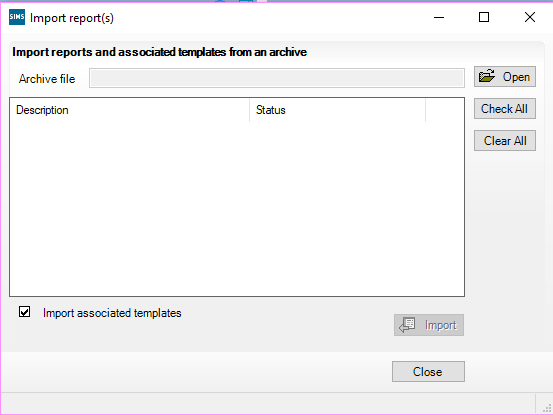 SIMS Import report(s)
Import reports and associated templates from an archive
Archive file Open
Description Status Check All
Clear All
Import associated templates
Import
Close